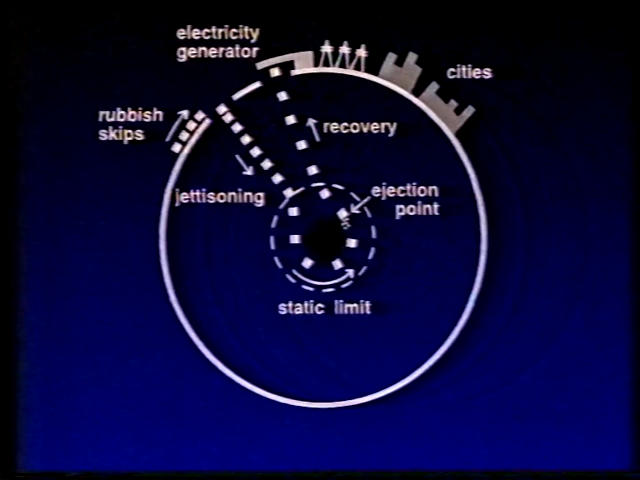 electricity
generator
cities
rubbish
skips
recovery
jettisoning
ejection
point
static limit